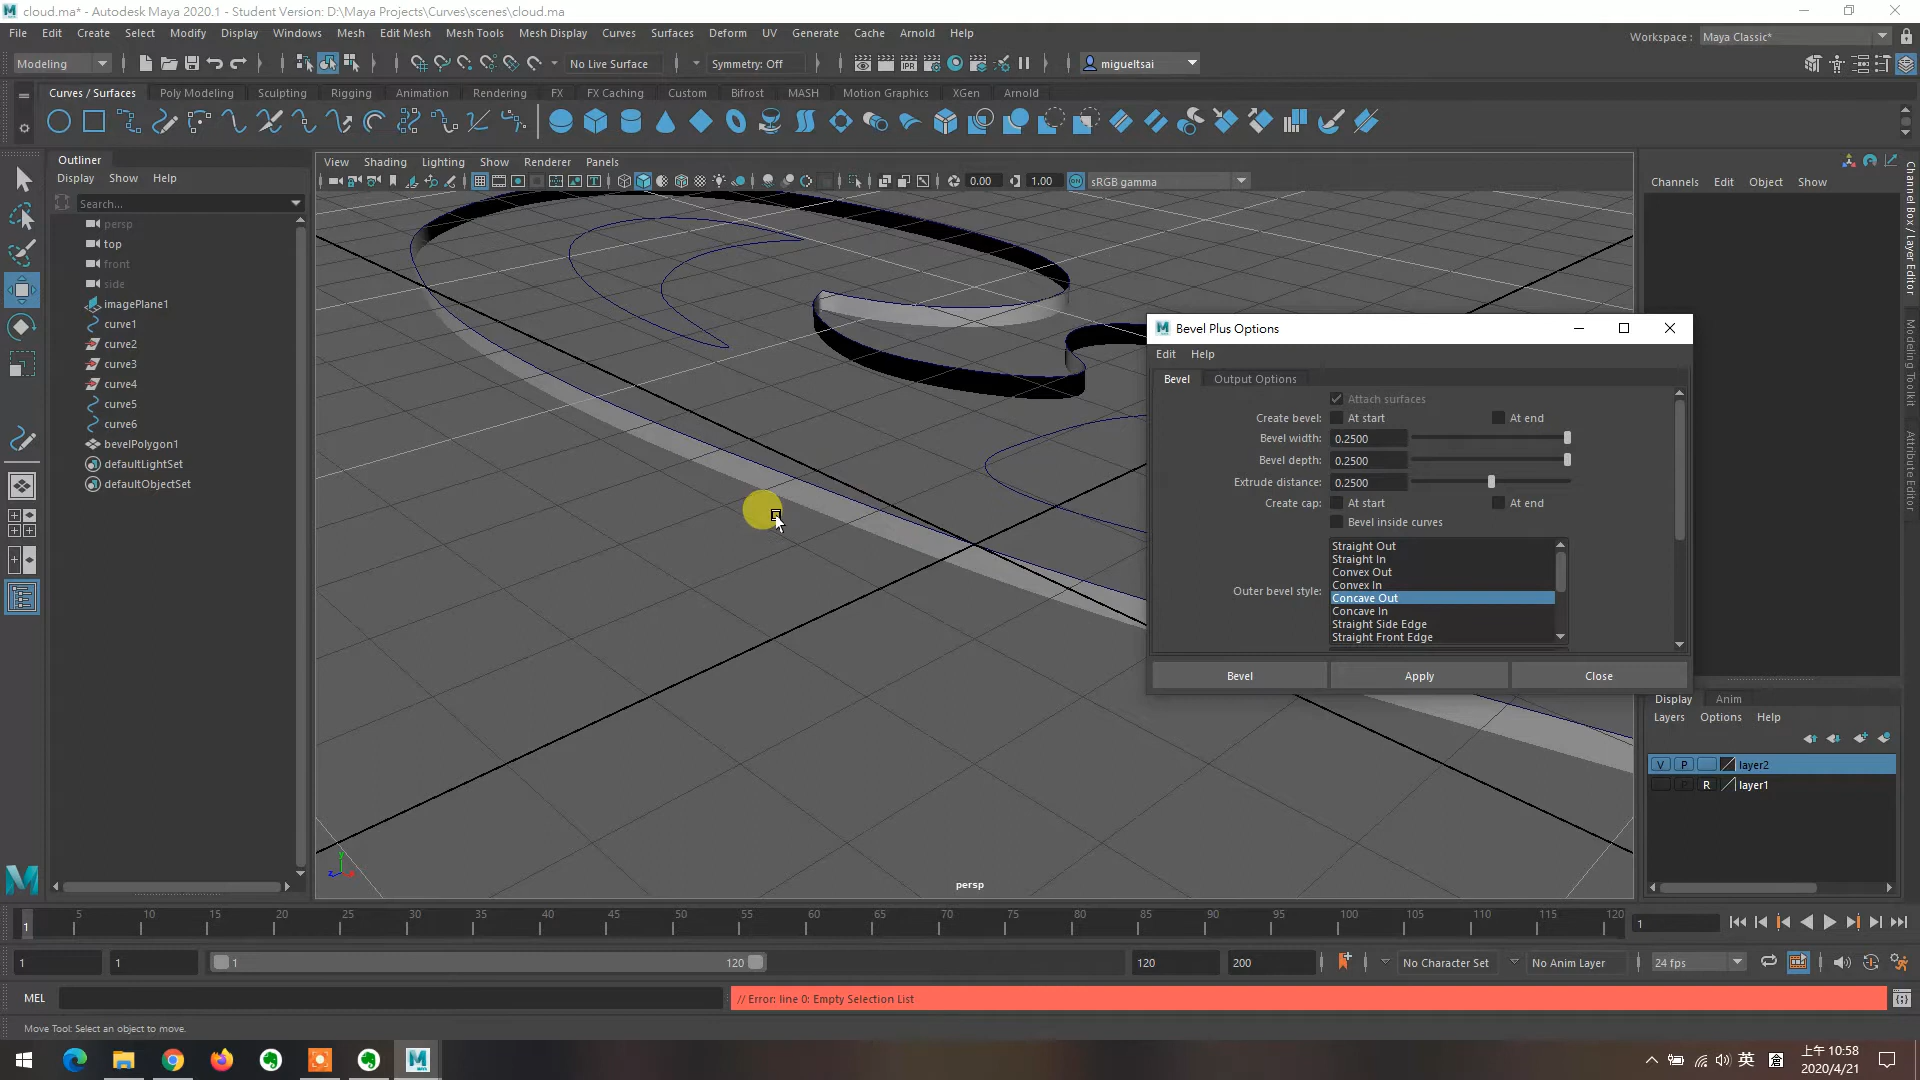 cloud.ma* - Autodesk Maya 2020.1 - Student Version: D:\Maya Projects\Curves\scenes\cloud.ma
File Edit Create Select Modify Display Windows Mesh Edit Mesh Mesh Tools Mesh Display Curves Surfaces Deform UV Generate Cache Arnold Help
Workspace : Maya Classic*
Modeling No Live Surface Symmetry: Off migueltsai
Curves / Surfaces Poly Modeling Sculpting Rigging Animation Rendering FX FX Caching Custom Bifrost MASH Motion Graphics XGen Arnold
Outliner
Display Show Help
Search...
persp
top
front
side
imagePlane1
curve1
curve2
curve3
curve4
curve5
curve6
bevelPolygon1
defaultLightSet
defaultObjectSet
View Shading Lighting Show Renderer Panels
0.00 1.00 sRGB gamma
persp
Bevel Plus Options
Edit Help
Bevel Output Options
Attach surfaces
Create bevel: At start At end
Bevel width: 0.2500
Bevel depth: 0.2500
Extrude distance: 0.2500
Create cap: At start At end
Bevel inside curves
Outer bevel style:
Straight Out
Straight In
Convex Out
Convex In
Concave Out
Concave In
Straight Side Edge
Straight Front Edge
Bevel Apply Close
Channels Edit Object Show
Channel Box / Layer Editor
Modeling Toolkit
Attribute Editor
Display Anim
Layers Options Help
V P layer2
R layer1
5 10 15 20 25 30 35 40 45 50 55 60 65 70 75 80 85 90 95 100 105 110 115 120
1 1
1 1 1 120 120 200 No Character Set No Anim Layer 24 fps
MEL // Error: line 0: Empty Selection List
Move Tool: Select an object to move.
英
上午 10:58
2020/4/21